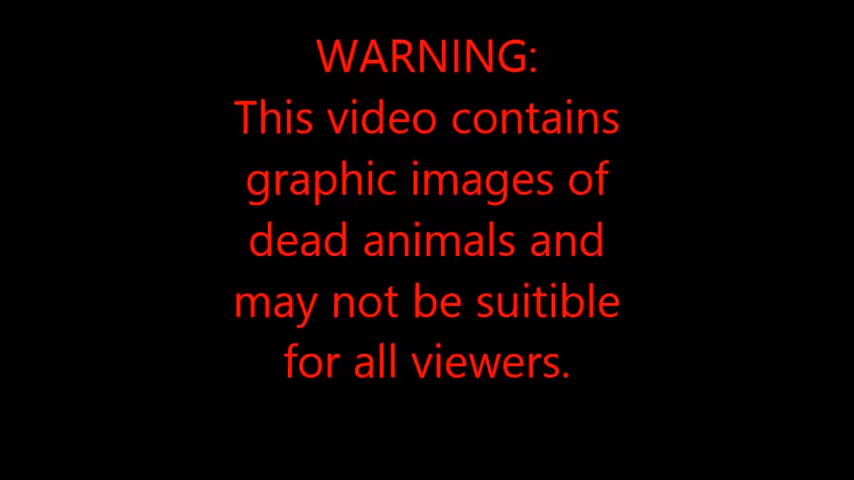 WARNING:
This video contains
graphic images of
dead animals and
may not be suitible
for all viewers.